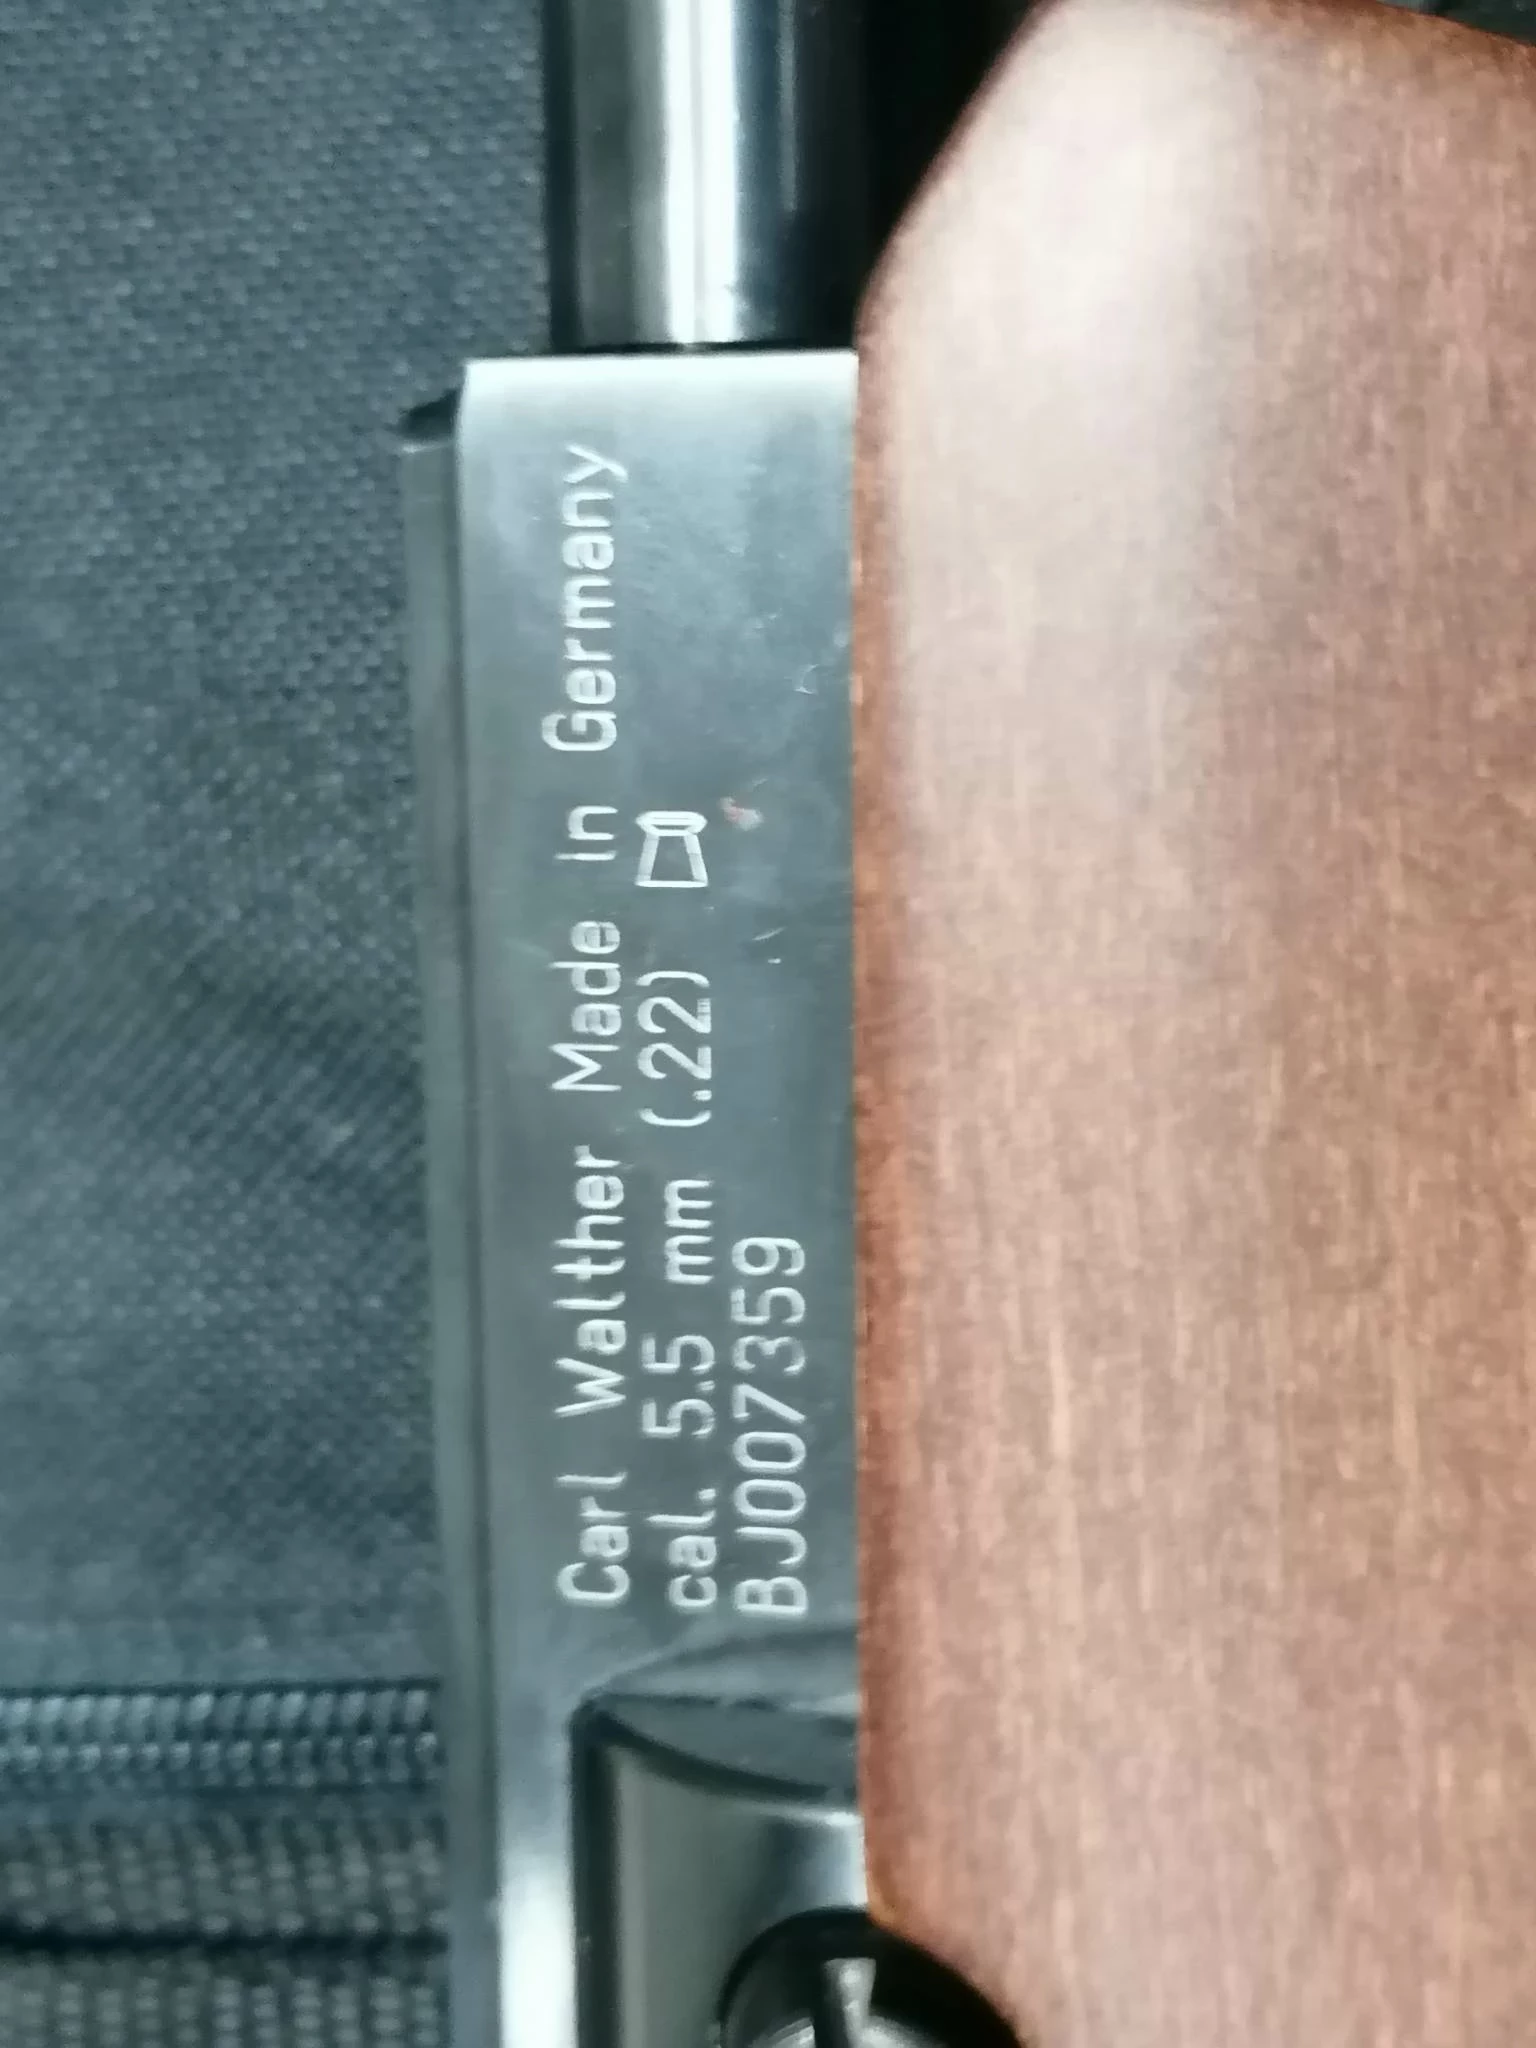 Carl Walther Made in Germany
cal. 5.5 mm (.22)
BJ007359